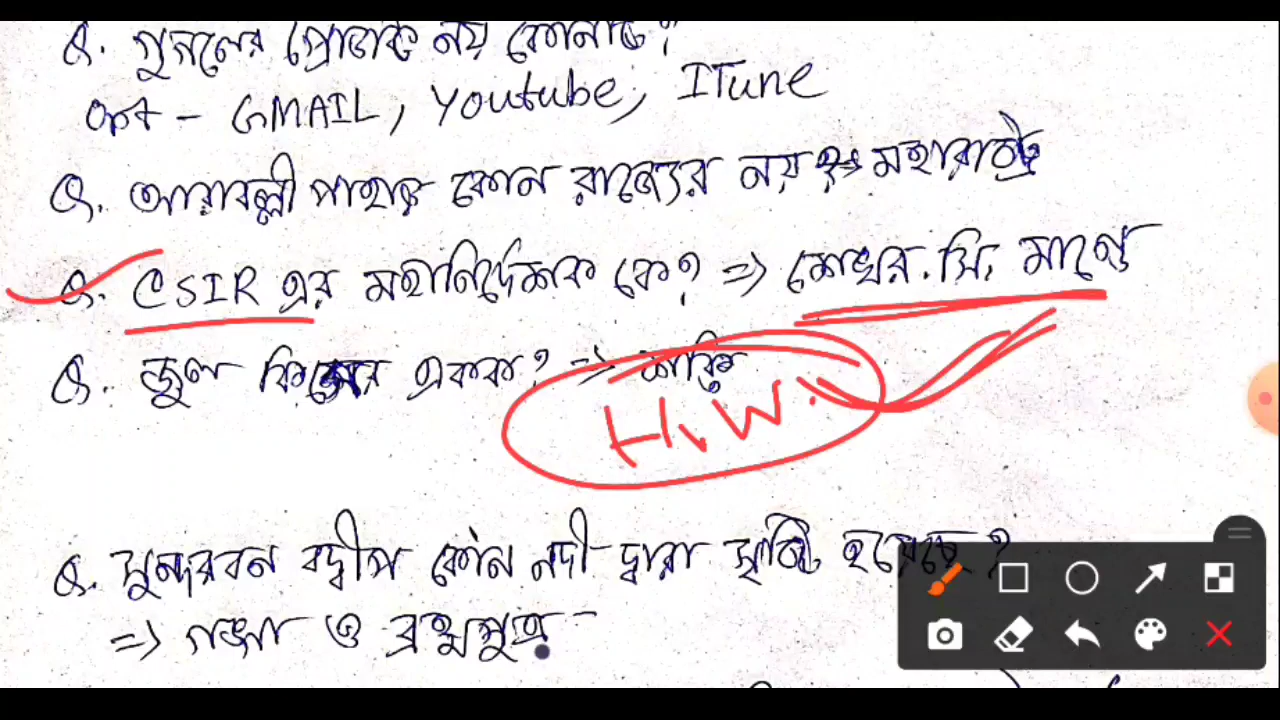 Q. গুগলের প্রোডাক্ট নয় কোনটি?
Opt - GMAIL, Youtube, ITune
Q. আরাবল্লী পাহাড় কোন রাজ্যের নয় মহারাষ্ট্র
Q. CSIR এর মহানির্দেশক কে? => শেখর. সি. মাণ্ডে
Q. জুল কিসের একক? => শক্তি
H.W.
Q. সুন্দরবন বদ্বীপ কোন নদী দ্বারা সৃষ্টি হয়েছে?
=> গঙ্গা ও ব্রহ্মপুত্র